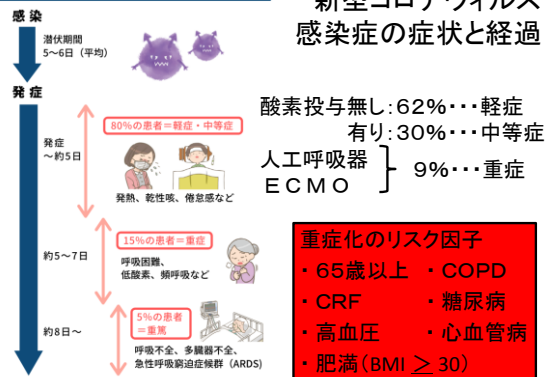 新型コロナウィルス
感染症の症状と経過
感染
潜伏期間
5～6日（平均）
発症
発症
～約5日
80%の患者＝軽症・中等症
発熱、乾性咳、倦怠感など
約5～7日
15%の患者＝重症
呼吸困難、
低酸素、頻呼吸など
約8日～
5%の患者
＝重篤
呼吸不全、多臓器不全、
急性呼吸窮迫症候群（ARDS）
酸素投与無し：62%･･･軽症
有り：30%･･･中等症
人工呼吸器
ＥＣＭＯ
9%･･･重症
重症化のリスク因子
・65歳以上 ・COPD
・CRF ・糖尿病
・高血圧 ・心血管病
・肥満（BMI ≧ 30）